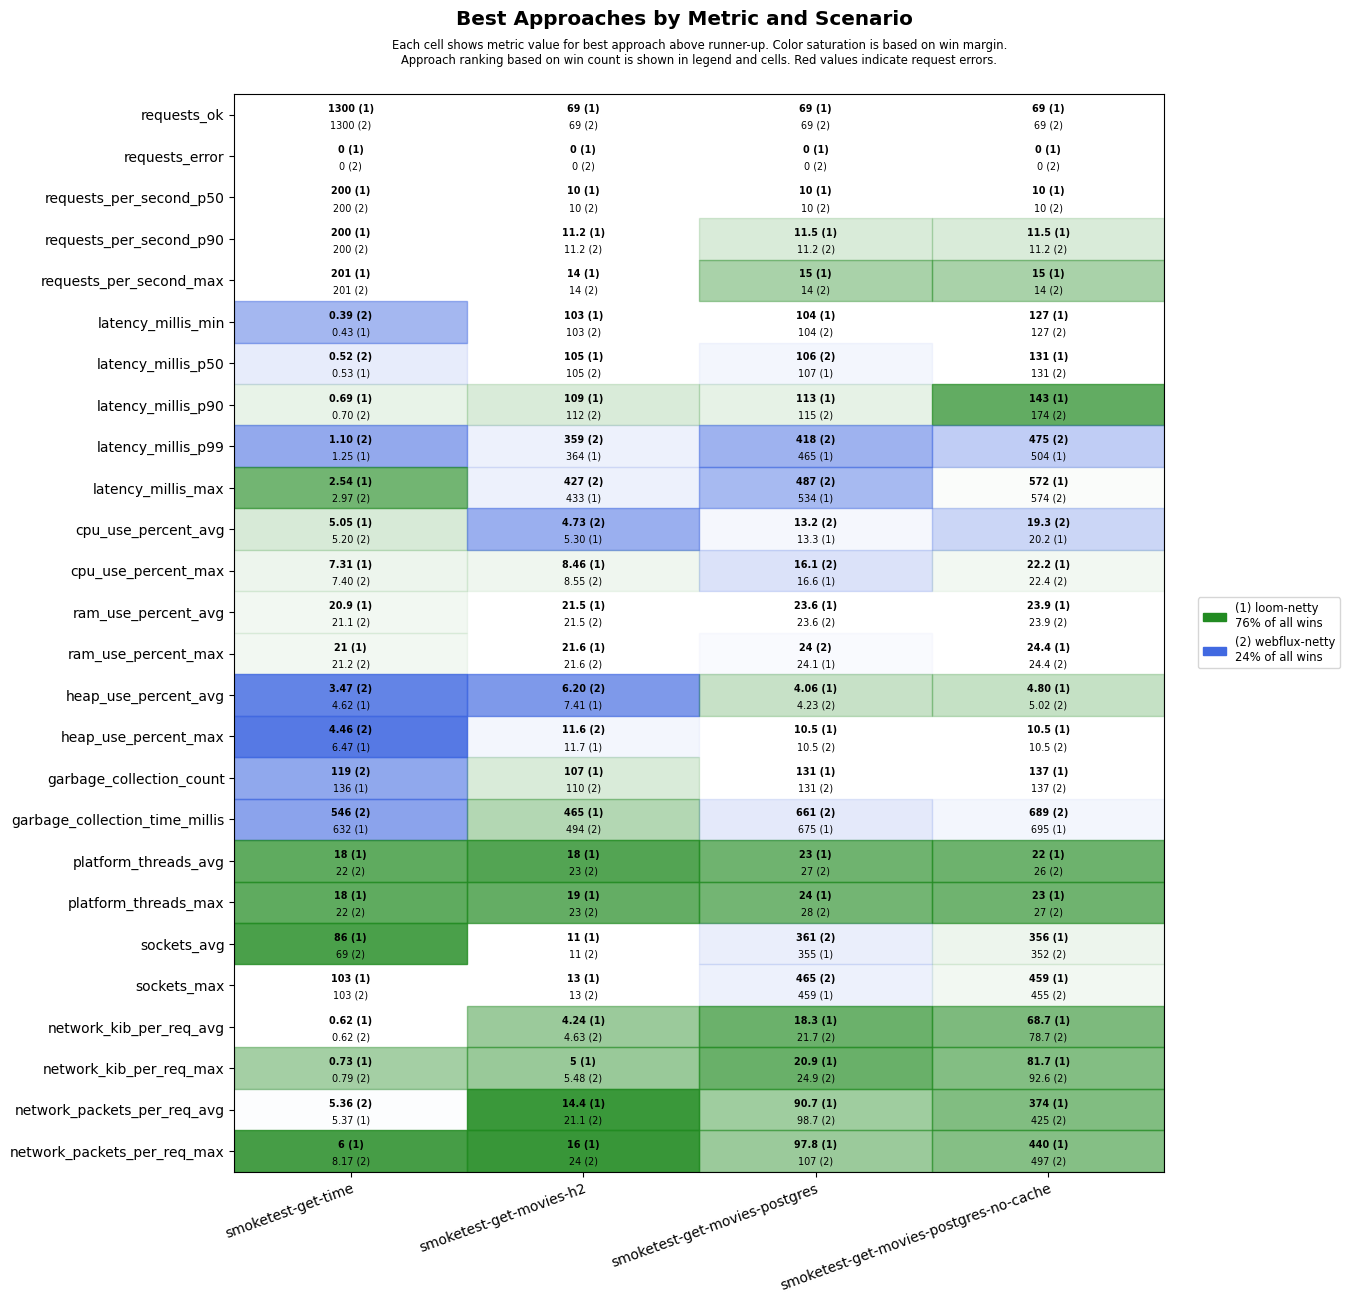 Best Approaches by Metric and Scenario
Each cell shows metric value for best approach above runner-up. Color saturation is based on win margin.
Approach ranking based on win count is shown in legend and cells. Red values indicate request errors.
requests_ok
1300 (1) 69 (1) 69 (1) 69 (1)
1300 (2) 69 (2) 69 (2) 69 (2)
requests_error
0 (1) 0 (1) 0 (1) 0 (1)
0 (2) 0 (2) 0 (2) 0 (2)
requests_per_second_p50
200 (1) 10 (1) 10 (1) 10 (1)
200 (2) 10 (2) 10 (2) 10 (2)
requests_per_second_p90
200 (1) 11.2 (1) 11.5 (1) 11.5 (1)
200 (2) 11.2 (2) 11.2 (2) 11.2 (2)
requests_per_second_max
201 (1) 14 (1) 15 (1) 15 (1)
201 (2) 14 (2) 14 (2) 14 (2)
latency_millis_min
0.39 (2) 103 (1) 104 (1) 127 (1)
0.43 (1) 103 (2) 104 (2) 127 (2)
latency_millis_p50
0.52 (2) 105 (1) 106 (2) 131 (1)
0.53 (1) 105 (2) 107 (1) 131 (2)
latency_millis_p90
0.69 (1) 109 (1) 113 (1) 143 (1)
0.70 (2) 112 (2) 115 (2) 174 (2)
latency_millis_p99
1.10 (2) 359 (2) 418 (2) 475 (2)
1.25 (1) 364 (1) 465 (1) 504 (1)
latency_millis_max
2.54 (1) 427 (2) 487 (2) 572 (1)
2.97 (2) 433 (1) 534 (1) 574 (2)
cpu_use_percent_avg
5.05 (1) 4.73 (2) 13.2 (2) 19.3 (2)
5.20 (2) 5.30 (1) 13.3 (1) 20.2 (1)
cpu_use_percent_max
7.31 (1) 8.46 (1) 16.1 (2) 22.2 (1)
7.40 (2) 8.55 (2) 16.6 (1) 22.4 (2)
ram_use_percent_avg
20.9 (1) 21.5 (1) 23.6 (1) 23.9 (1)
21.1 (2) 21.5 (2) 23.6 (2) 23.9 (2)
ram_use_percent_max
21 (1) 21.6 (1) 24 (2) 24.4 (1)
21.2 (2) 21.6 (2) 24.1 (1) 24.4 (2)
heap_use_percent_avg
3.47 (2) 6.20 (2) 4.06 (1) 4.80 (1)
4.62 (1) 7.41 (1) 4.23 (2) 5.02 (2)
heap_use_percent_max
4.46 (2) 11.6 (2) 10.5 (1) 10.5 (1)
6.47 (1) 11.7 (1) 10.5 (2) 10.5 (2)
garbage_collection_count
119 (2) 107 (1) 131 (1) 137 (1)
136 (1) 110 (2) 131 (2) 137 (2)
garbage_collection_time_millis
546 (2) 465 (1) 661 (2) 689 (2)
632 (1) 494 (2) 675 (1) 695 (1)
platform_threads_avg
18 (1) 18 (1) 23 (1) 22 (1)
22 (2) 23 (2) 27 (2) 26 (2)
platform_threads_max
18 (1) 19 (1) 24 (1) 23 (1)
22 (2) 23 (2) 28 (2) 27 (2)
sockets_avg
86 (1) 11 (1) 361 (2) 356 (1)
69 (2) 11 (2) 355 (1) 352 (2)
sockets_max
103 (1) 13 (1) 465 (2) 459 (1)
103 (2) 13 (2) 459 (1) 455 (2)
network_kib_per_req_avg
0.62 (1) 4.24 (1) 18.3 (1) 68.7 (1)
0.62 (2) 4.63 (2) 21.7 (2) 78.7 (2)
network_kib_per_req_max
0.73 (1) 5 (1) 20.9 (1) 81.7 (1)
0.79 (2) 5.48 (2) 24.9 (2) 92.6 (2)
network_packets_per_req_avg
5.36 (2) 14.4 (1) 90.7 (1) 374 (1)
5.37 (1) 21.1 (2) 98.7 (2) 425 (2)
network_packets_per_req_max
6 (1) 16 (1) 97.8 (1) 440 (1)
8.17 (2) 24 (2) 107 (2) 497 (2)
smoketest-get-time
smoketest-get-movies-h2
smoketest-get-movies-postgres
smoketest-get-movies-postgres-no-cache
(1) loom-netty
76% of all wins
(2) webflux-netty
24% of all wins